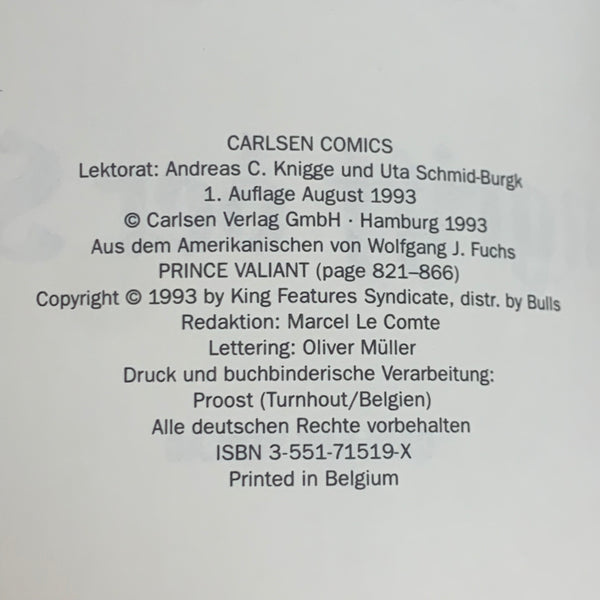 CARLSEN COMICS
Lektorat: Andreas C. Knigge und Uta Schmid-Burgk
1. Auflage August 1993
© Carlsen Verlag GmbH · Hamburg 1993
Aus dem Amerikanischen von Wolfgang J. Fuchs
PRINCE VALIANT (page 821–866)
Copyright © 1993 by King Features Syndicate, distr. by Bulls
Redaktion: Marcel Le Comte
Lettering: Oliver Müller
Druck und buchbinderische Verarbeitung:
Proost (Turnhout/Belgien)
Alle deutschen Rechte vorbehalten
ISBN 3-551-71519-X
Printed in Belgium